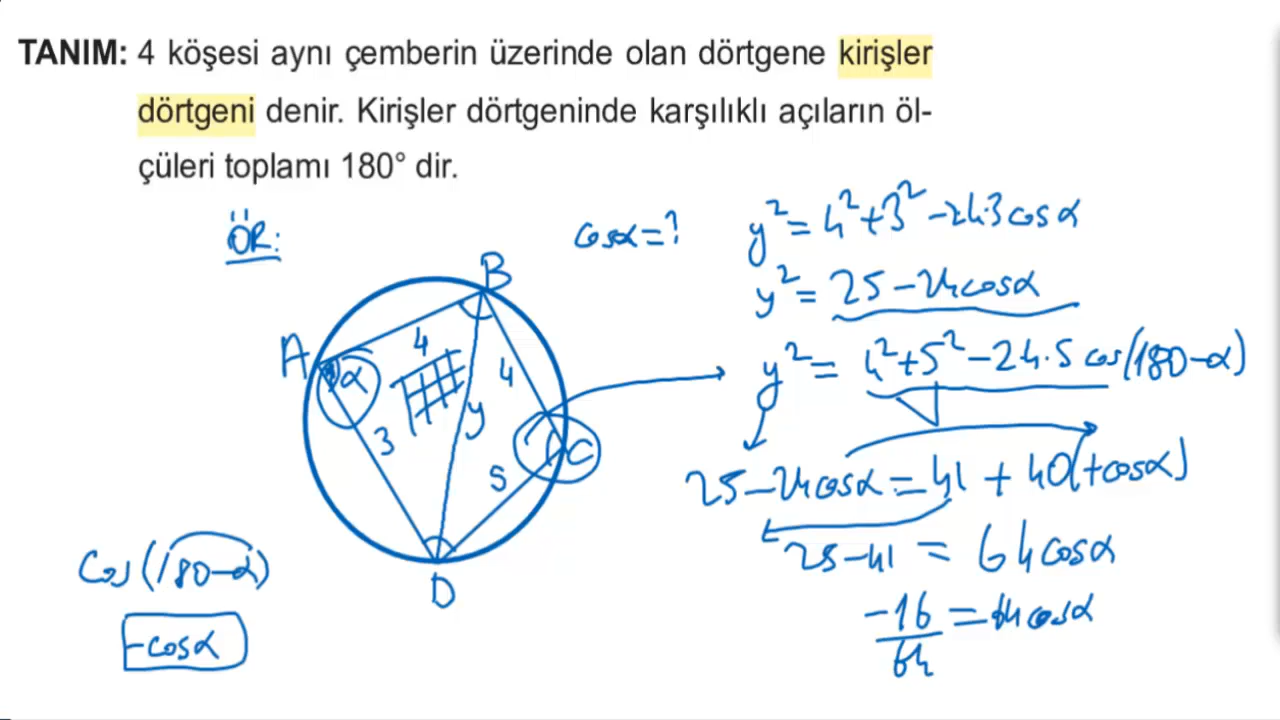 TANIM: 4 köşesi aynı çemberin üzerinde olan dörtgene kirişler
dörtgeni denir. Kirişler dörtgeninde karşılıklı açıların öl-
çüleri toplamı 180° dir.
ÖR:
cosα=?
B
A
4
α
4
3
y
5
C
D
y² = 4²+3²-2.4.3 cosα
y² = 25-24cosα
y² = 4²+5²-2.4.5 cos(180-α)
25-24cosα = 41 + 40(+cosα)
25-41 = 64cosα
-16/64 = 64cosα
Cos(180-α)
-cosα